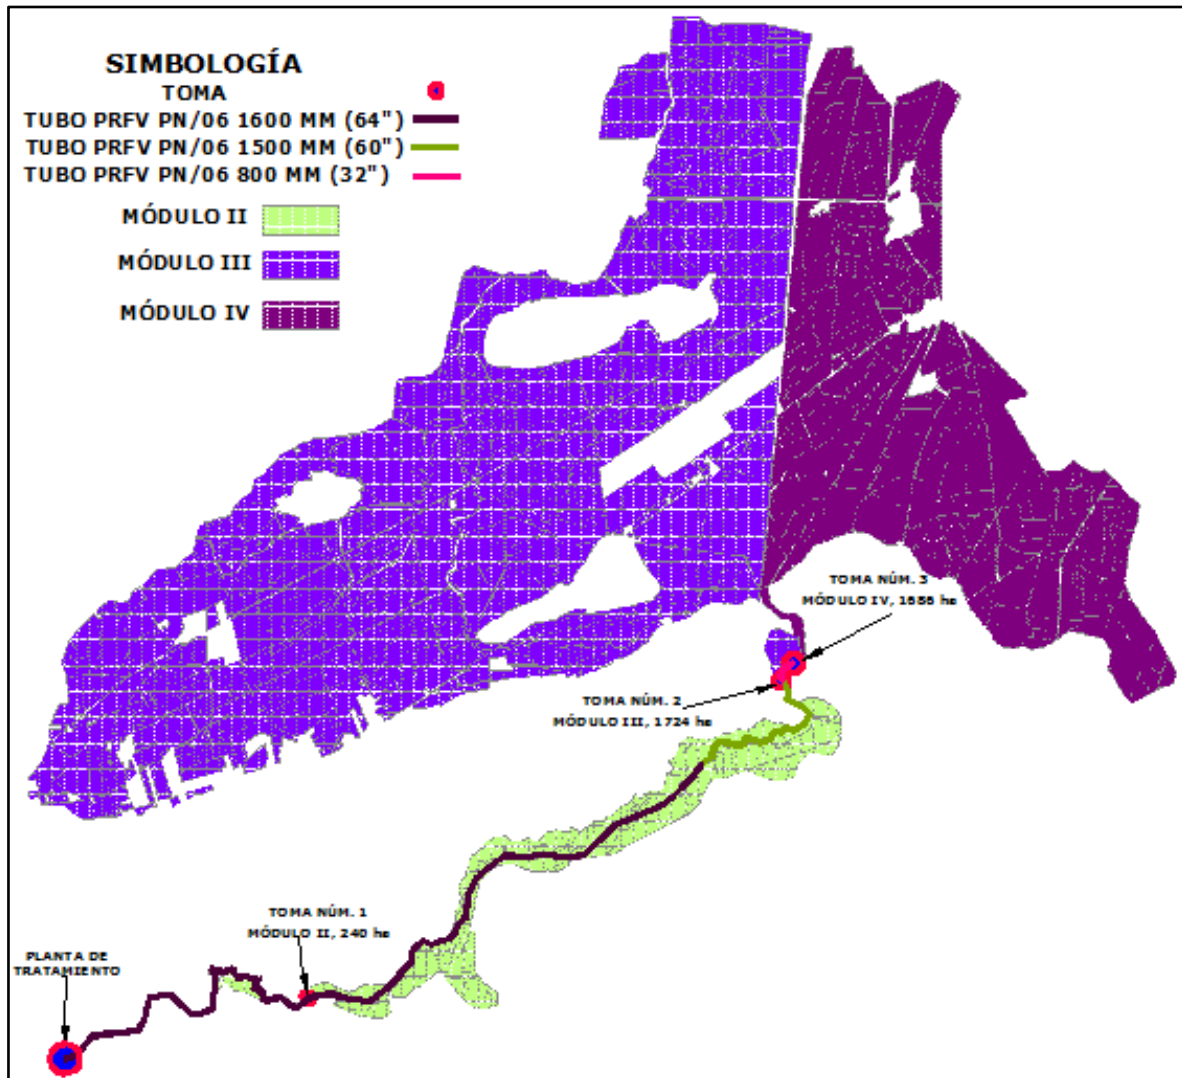 SIMBOLOGÍA
TOMA
TUBO PRFV PN/06 1600 MM (64")
TUBO PRFV PN/06 1500 MM (60")
TUBO PRFV PN/06 800 MM (32")
MÓDULO II
MÓDULO III
MÓDULO IV
TOMA NÚM. 3
MÓDULO IV, 1686 ha
TOMA NÚM. 2
MÓDULO III, 1724 ha
TOMA NÚM. 1
MÓDULO II, 240 ha
PLANTA DE
TRATAMIENTO